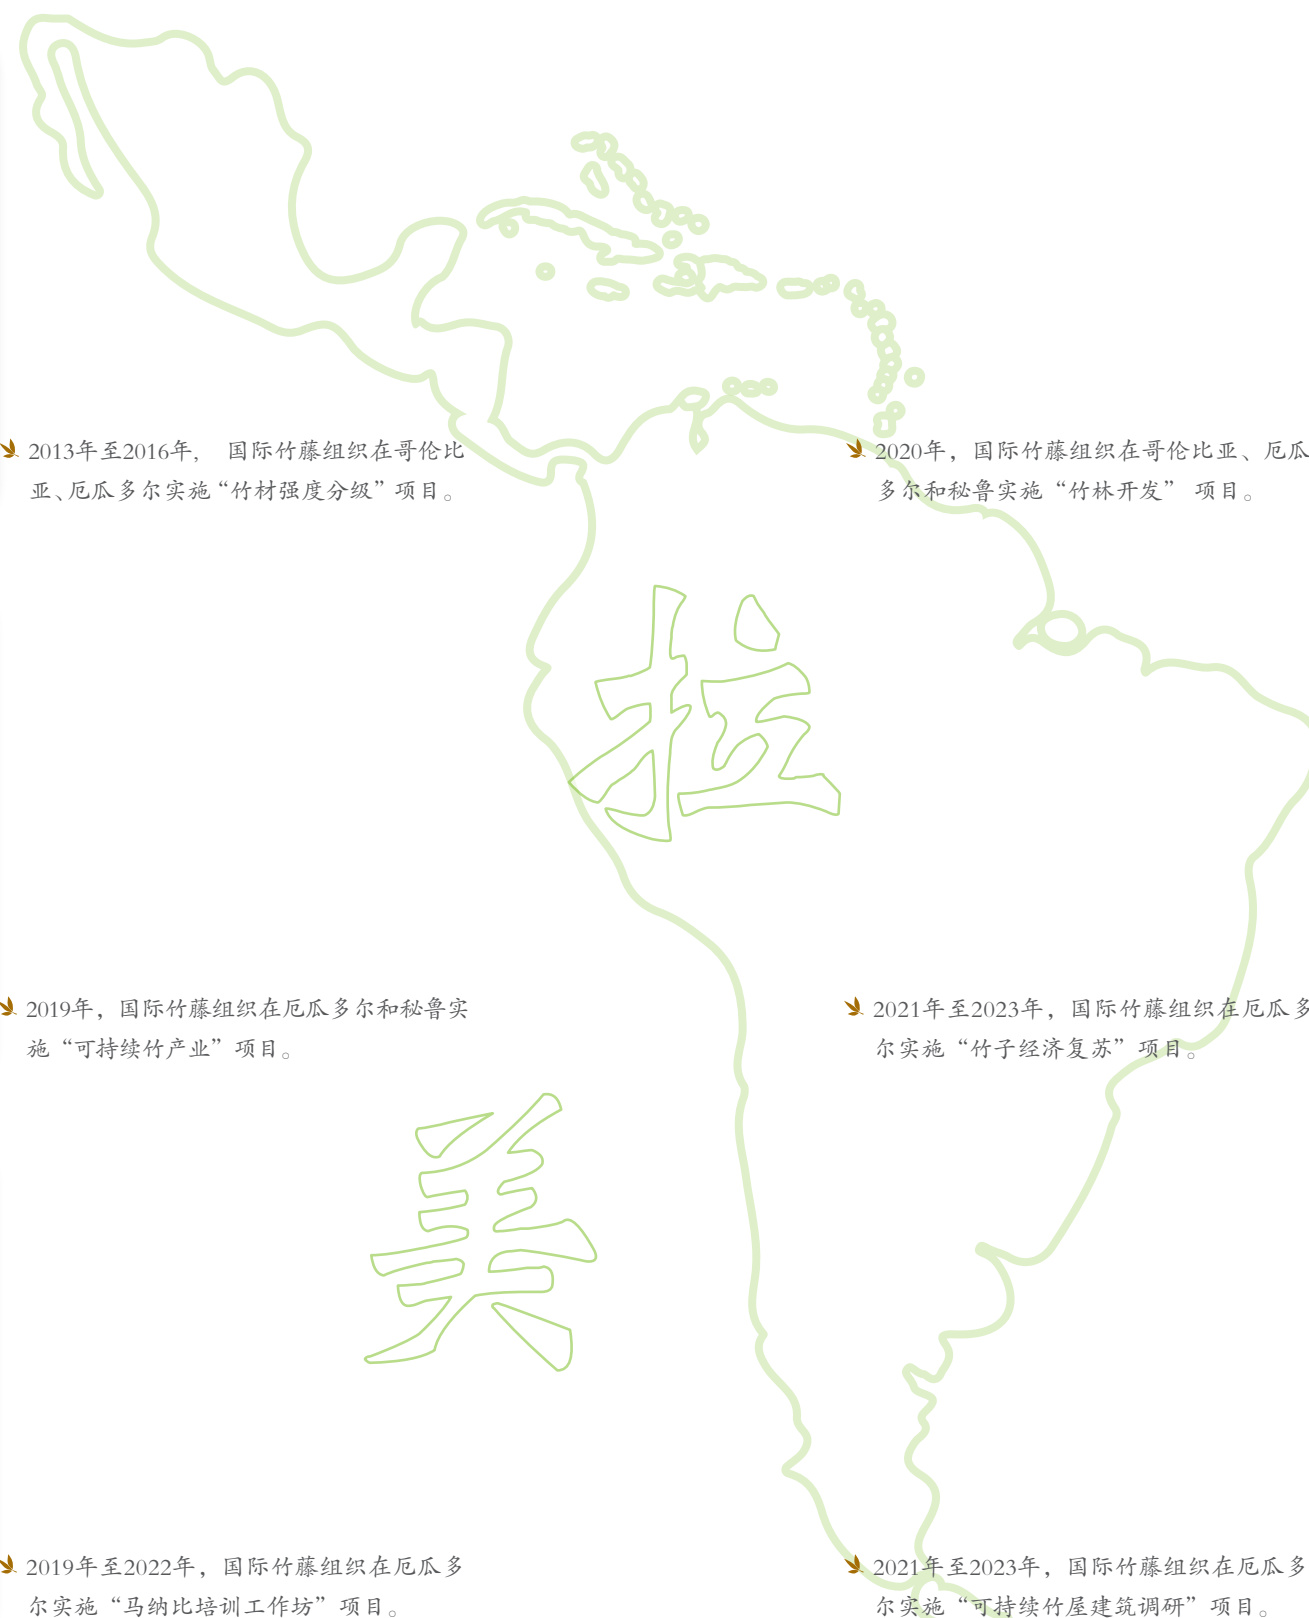 2013年至2016年， 国际竹藤组织在哥伦比
亚、厄瓜多尔实施“竹材强度分级”项目。
2020年，国际竹藤组织在哥伦比亚、厄瓜
多尔和秘鲁实施“竹林开发” 项目。
拉
2019年，国际竹藤组织在厄瓜多尔和秘鲁实
施“可持续竹产业”项目。
2021年至2023年，国际竹藤组织在厄瓜多
尔实施“竹子经济复苏”项目。
美
2019年至2022年，国际竹藤组织在厄瓜多
尔实施“马纳比培训工作坊”项目。
2021年至2023年，国际竹藤组织在厄瓜多
尔实施“可持续竹屋建筑调研”项目。